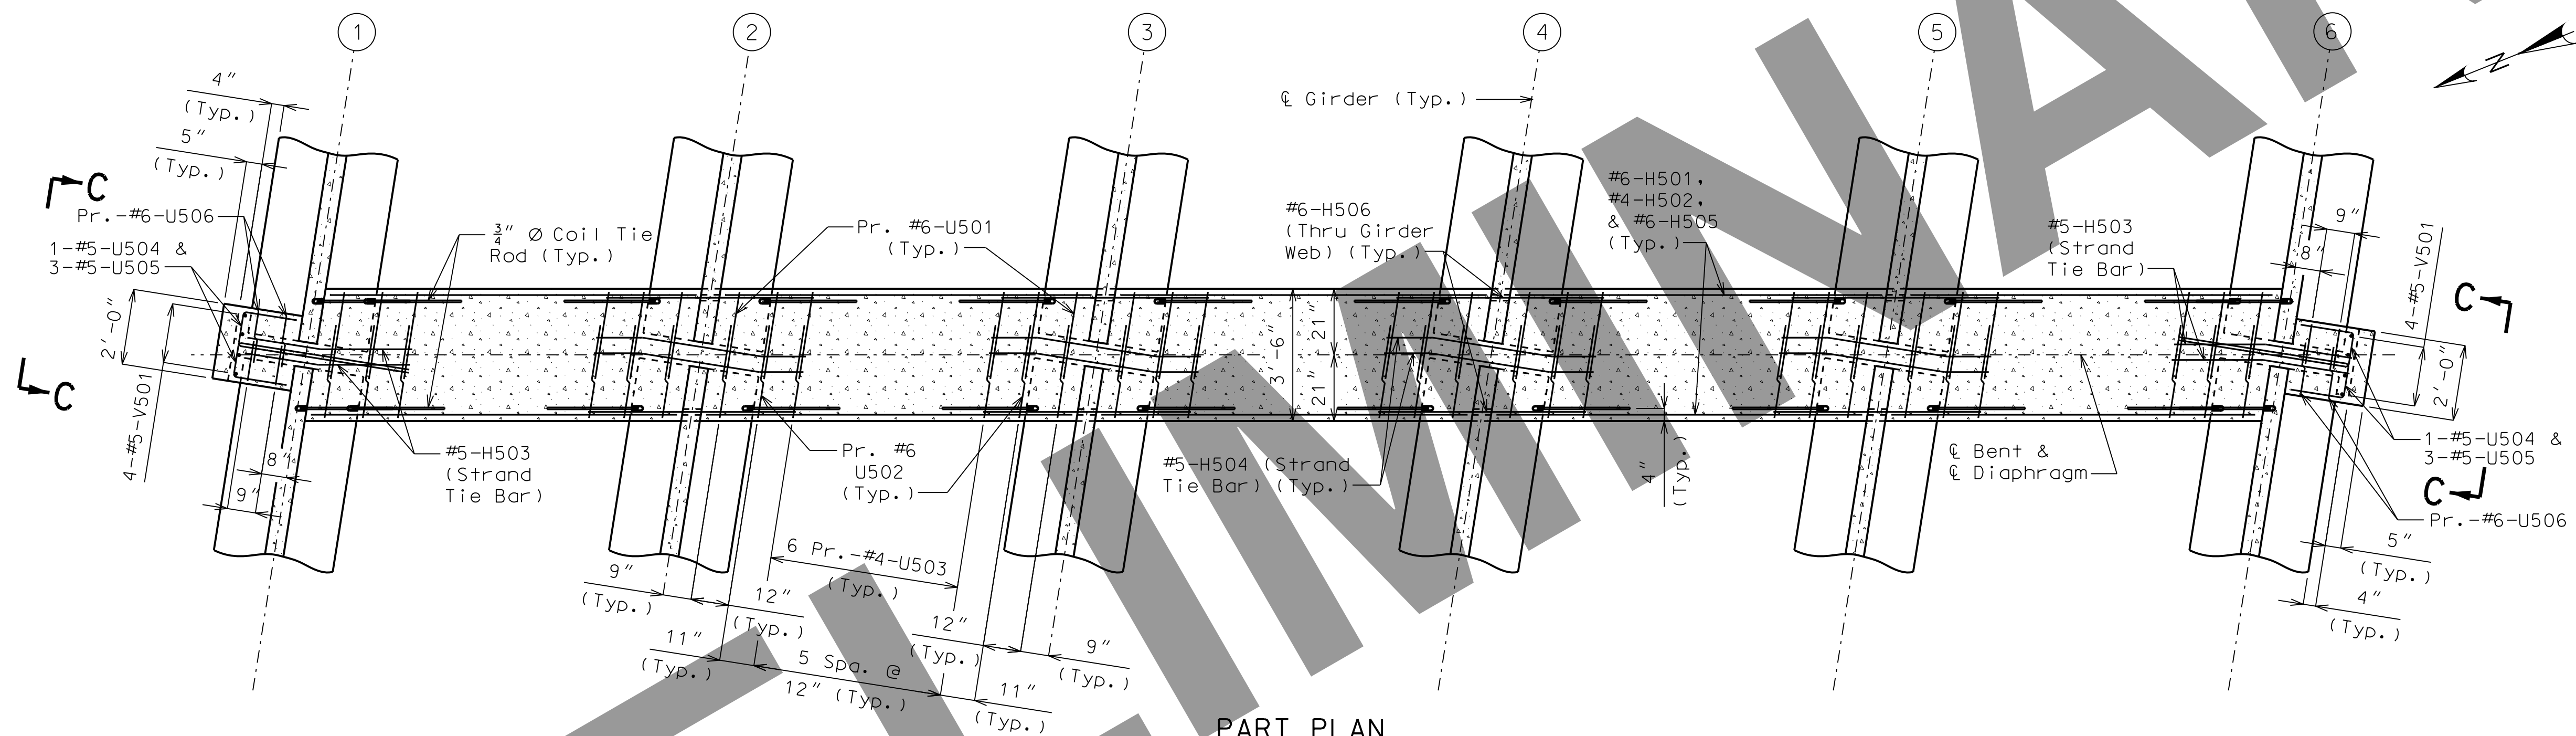 1
2
3
4
5
6
N
℄ Girder (Typ.)
4"
(Typ.)
5"
(Typ.)
C
Pr.-#6-U506
1-#5-U504 &
3-#5-U505
2'-0"
4-#5-V501
C
8"
9"
3/4" Ø Coil Tie
Rod (Typ.)
#5-H503
(Strand
Tie Bar)
Pr. #6-U501
(Typ.)
Pr. #6
U502
(Typ.)
6 Pr.-#4-U503
(Typ.)
9"
(Typ.)
12"
(Typ.)
11"
(Typ.)
5 Spa. @
12" (Typ.)
12"
(Typ.)
9"
(Typ.)
11"
(Typ.)
#6-H506
(Thru Girder
Web) (Typ.)
3'-6"
21"
21"
#5-H504 (Strand
Tie Bar) (Typ.)
#6-H501,
#4-H502,
& #6-H505
(Typ.)
4"
(Typ.)
℄ Bent &
℄ Diaphragm
#5-H503
(Strand
Tie Bar)
9"
8"
4-#5-V501
2'-0"
C
1-#5-U504 &
3-#5-U505
C
Pr.-#6-U506
5"
(Typ.)
4"
(Typ.)
PART PLAN